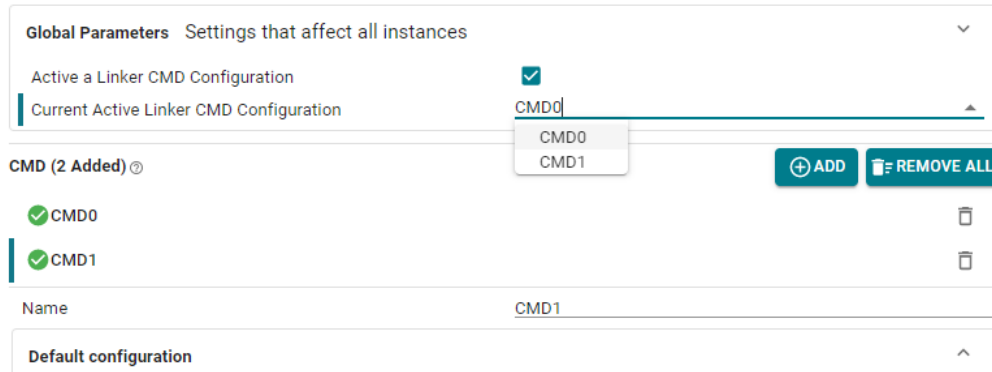 Global Parameters Settings that affect all instances
Active a Linker CMD Configuration
Current Active Linker CMD Configuration CMD0
CMD0
CMD1
CMD (2 Added) ADD REMOVE ALL
CMD0
CMD1
Name CMD1
Default configuration